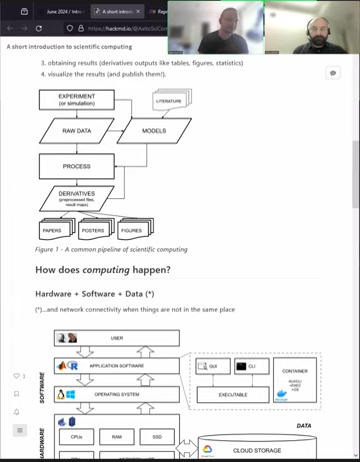 June 2024 / Intro
A short introd
Rep
https://hackmd.io/@AaltoSciCom
A short introduction to scientific computing
3. obtaining results (derivatives outputs like tables, figures, statistics)
4. visualize the results (and publish them!).
EXPERIMENT
(or simulation)
LITERATURE
RAW DATA
MODELS
PROCESS
DERIVATIVES
(preprocessed files,
result maps)
PAPERS
POSTERS
FIGURES
Figure 1 - A common pipeline of scientific computing
How does computing happen?
Hardware + Software + Data (*)
(*)...and network connectivity when things are not in the same place
USER
APPLICATION SOFTWARE
GUI
CLI
CONTAINER
OPERATING SYSTEM
EXECUTABLE
SOFTWARE
1
DATA
CPUs
RAM
SSD
CLOUD STORAGE
HARDWARE